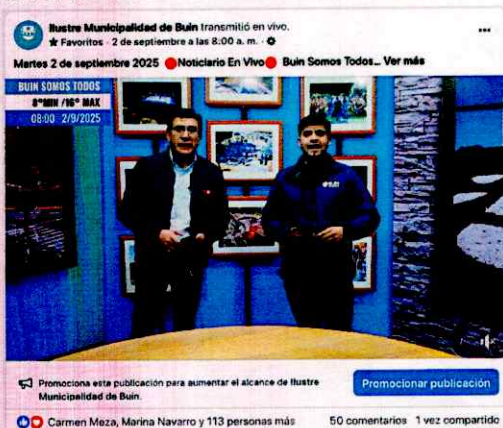 Ilustre Municipalidad de Buin transmitió en vivo.
★ Favoritos · 2 de septiembre a las 8:00 a. m. ·
Martes 2 de septiembre 2025 🔴Noticiario En Vivo🔴 Buin Somos Todos... Ver más
BUIN SOMOS TODOS
8°MIN /16° MAX
08:00 2/9/2025
Promociona esta publicación para aumentar el alcance de Ilustre
Municipalidad de Buin.
Promocionar publicación
Carmen Meza, Marina Navarro y 113 personas más
50 comentarios 1 vez compartido